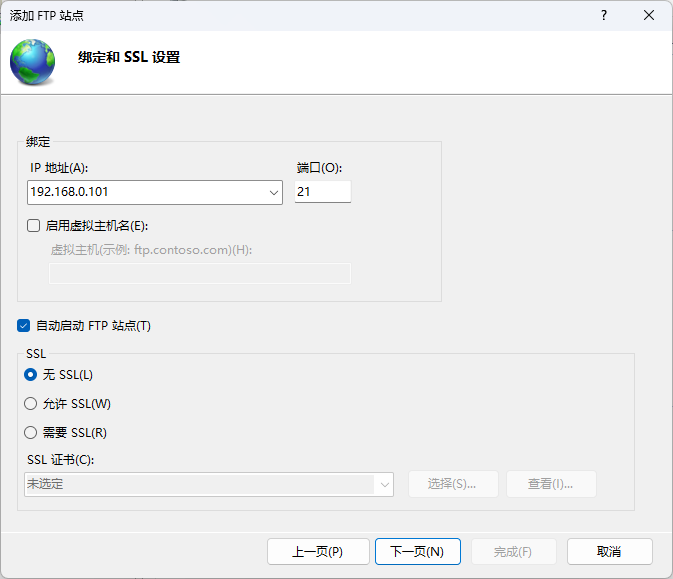 添加 FTP 站点
?
绑定和 SSL 设置
绑定
IP 地址(A):
端口(O):
192.168.0.101
21
启用虚拟主机名(E):
虚拟主机(示例: ftp.contoso.com)(H):
自动启动 FTP 站点(T)
SSL
无 SSL(L)
允许 SSL(W)
需要 SSL(R)
SSL 证书(C):
未选定
选择(S)...
查看(I)...
上一页(P)
下一页(N)
完成(F)
取消